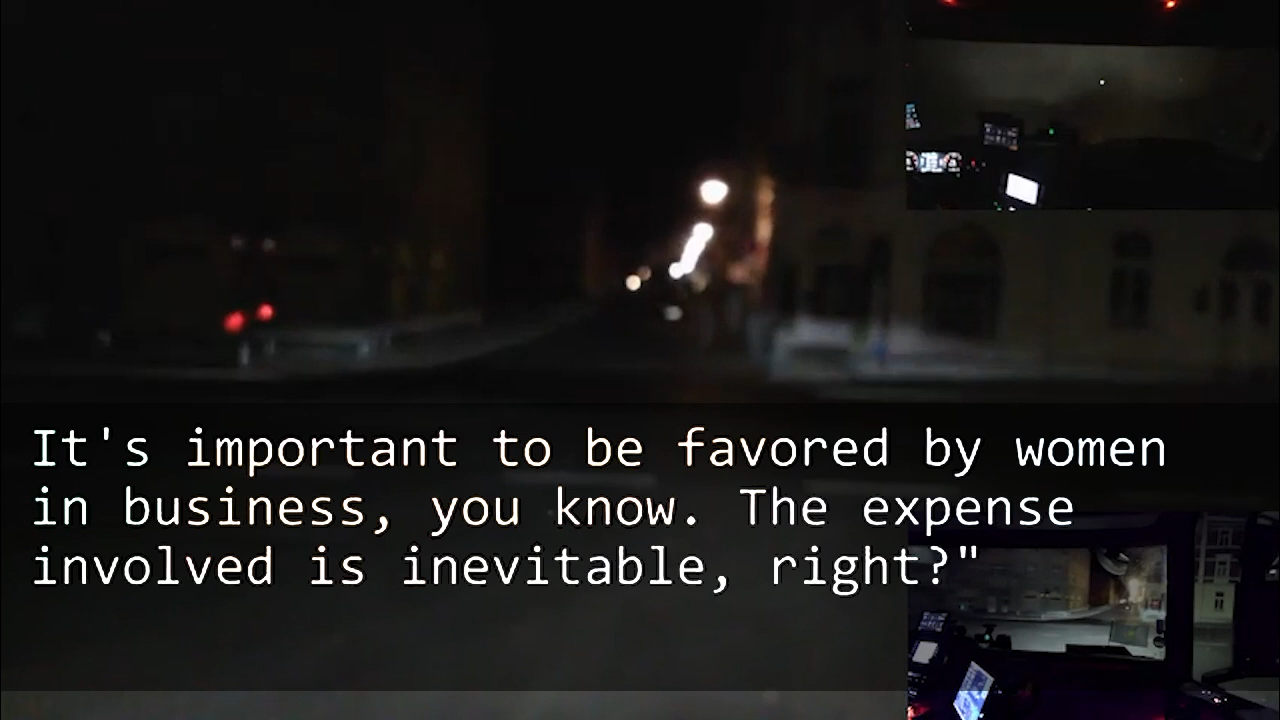 It's important to be favored by women
in business, you know. The expense
involved is inevitable, right?"